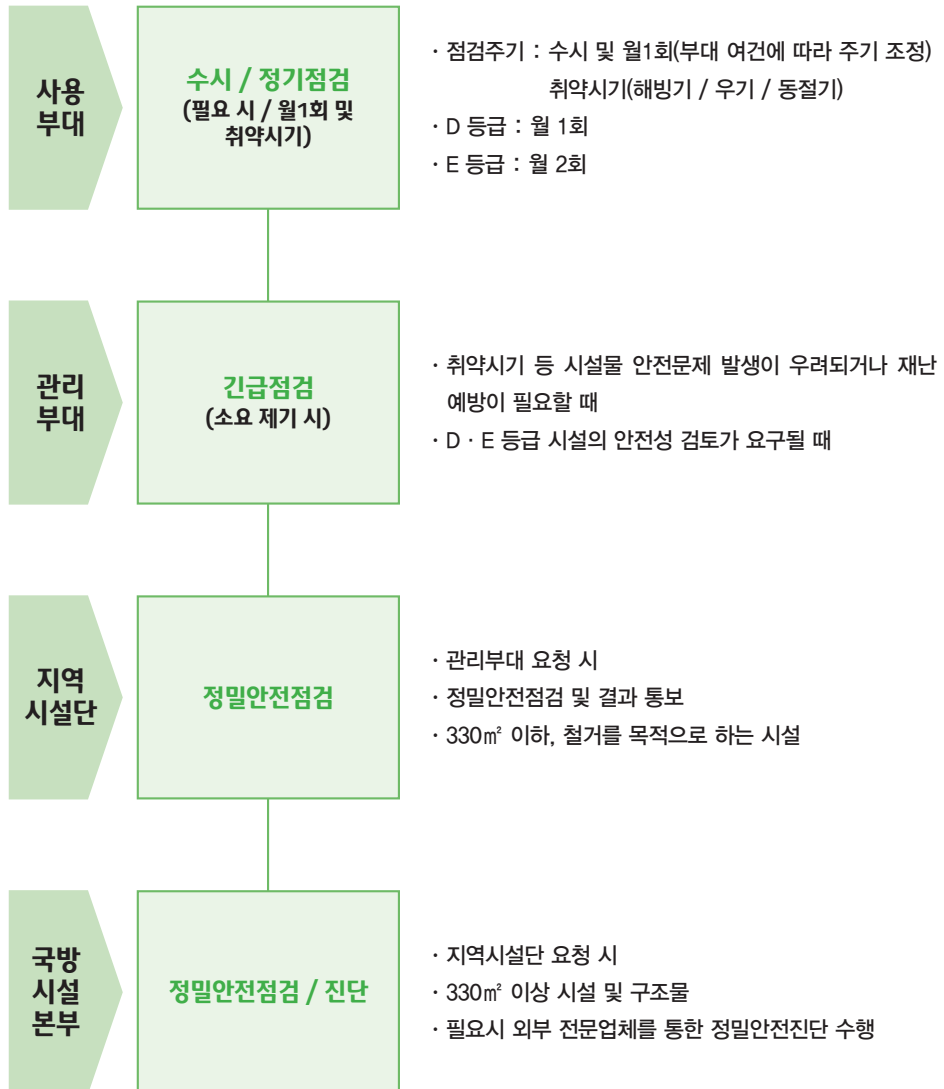 사용
부대
수시 / 정기점검
(필요 시 / 월1회 및
취약시기)
· 점검주기 : 수시 및 월1회(부대 여건에 따라 주기 조정)
취약시기(해빙기 / 우기 / 동절기)
· D 등급 : 월 1회
· E 등급 : 월 2회
관리
부대
긴급점검
(소요 제기 시)
· 취약시기 등 시설물 안전문제 발생이 우려되거나 재난
예방이 필요할 때
· D · E 등급 시설의 안전성 검토가 요구될 때
지역
시설단
정밀안전점검
· 관리부대 요청 시
· 정밀안전점검 및 결과 통보
· 330㎡ 이하, 철거를 목적으로 하는 시설
국방
시설
본부
정밀안전점검 / 진단
· 지역시설단 요청 시
· 330㎡ 이상 시설 및 구조물
· 필요시 외부 전문업체를 통한 정밀안전진단 수행